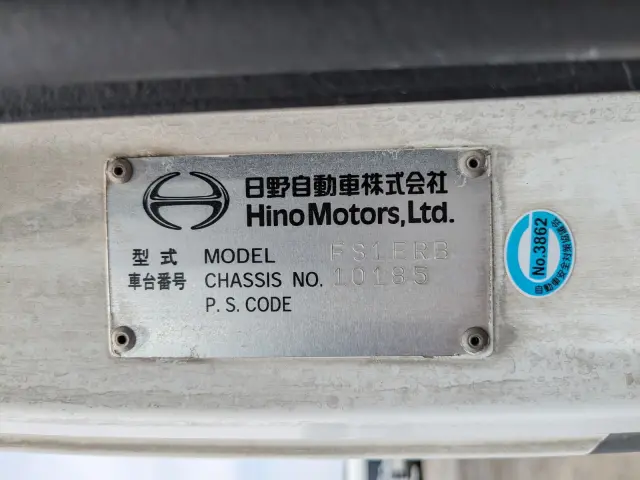 日野自動車株式会社
Hino Motors, Ltd.
型式 MODEL FS1ERB
車台番号 CHASSIS NO. 10185
P.S. CODE
No.3862